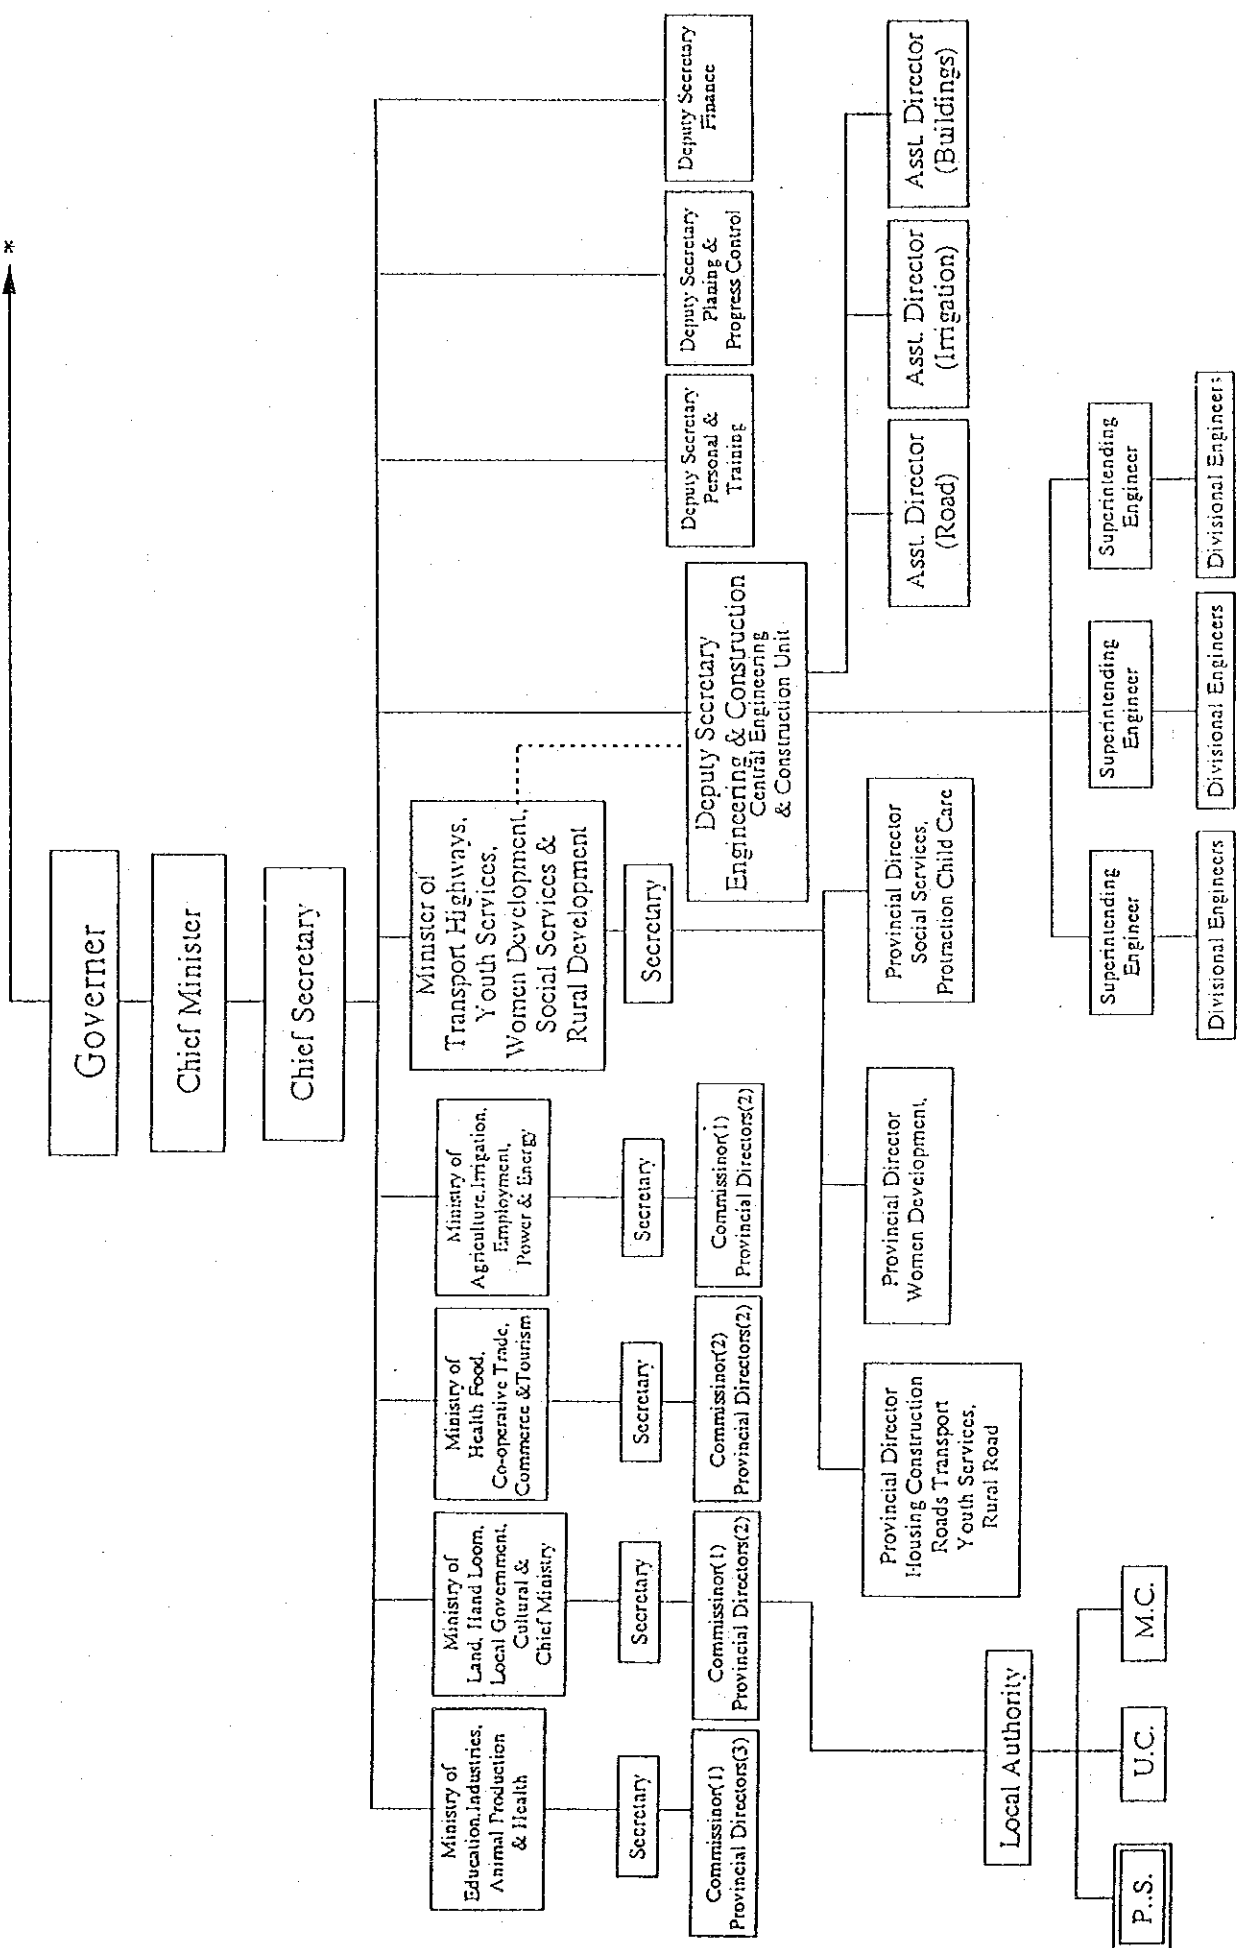 *
Governer
Chief Minister
Chief Secretary
Ministry of
Education.Industries,
Animal Production
& Health
Ministry of
Land, Hand Loom,
Local Government,
Cultural &
Chief Ministry
Ministry of
Health Food,
Co-operative Trade,
Commerce &Tourism
Ministry of
Agriculture.Irrigation,
Employment,
Power & Energy
Minister of
Transport Highways,
Youth Services,
Women Development,
Social Services &
Rural Development
Secretary
Secretary
Secretary
Secretary
Secretary
Commissinor(1)
Provincial Directors(3)
Commissinor(1)
Provincial Directors(2)
Commissinor(2)
Provincial Directors(2)
Commissinor(1)
Provincial Directors(2)
Deputy Secretary
Engineering & Construction
Central Engineering
& Construction Unit
Deputy Secretary
Personal &
Training
Deputy Secretary
Planing &
Progress Control
Deputy Secretary
Finance
Provincial Director
Housing Construction
Roads Transport
Youth Services,
Rural Road
Provincial Director
Women Development,
Provincial Director
Social Services,
Protraction Child Care
Asst. Director
(Road)
Asst. Director
(Irrigation)
Asst. Director
(Buildings)
Local Authority
P..S.
U.C.
M.C.
Superintending
Engineer
Superintending
Engineer
Superintending
Engineer
Divisional Engineers
Divisional Engineers
Divisional Engineers